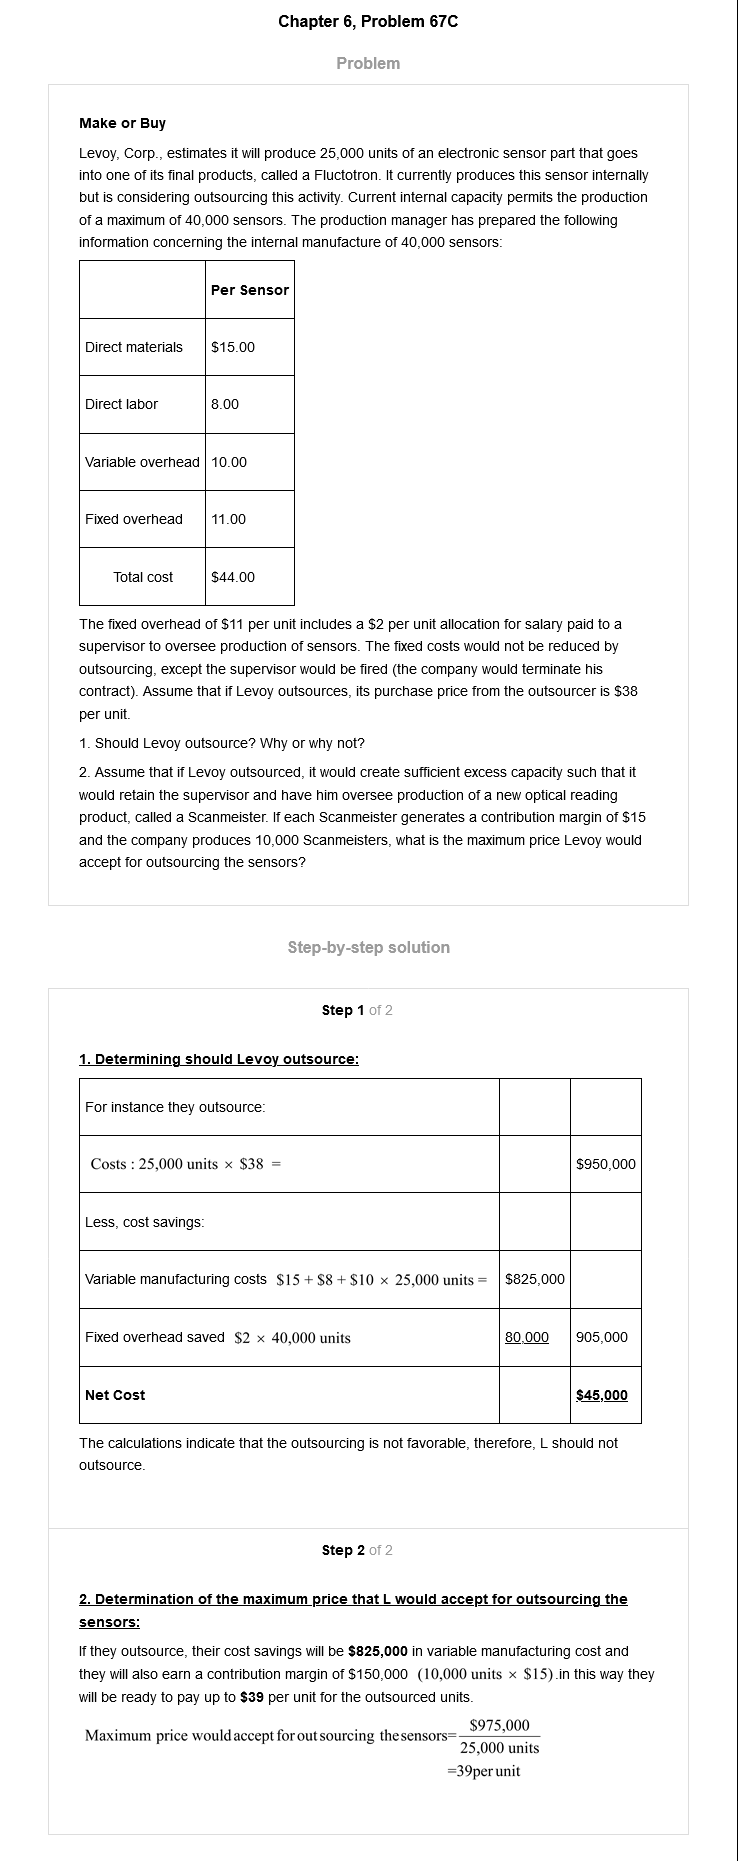 Chapter 6, Problem 67C
Problem
Make or Buy
Levoy, Corp., estimates it will produce 25,000 units of an electronic sensor part that goes
into one of its final products, called a Fluctotron. It currently produces this sensor internally
but is considering outsourcing this activity. Current internal capacity permits the production
of a maximum of 40,000 sensors. The production manager has prepared the following
information concerning the internal manufacture of 40,000 sensors:
Per Sensor
Direct materials $15.00
Direct labor 8.00
Variable overhead 10.00
Fixed overhead 11.00
Total cost $44.00
The fixed overhead of $11 per unit includes a $2 per unit allocation for salary paid to a
supervisor to oversee production of sensors. The fixed costs would not be reduced by
outsourcing, except the supervisor would be fired (the company would terminate his
contract). Assume that if Levoy outsources, its purchase price from the outsourcer is $38
per unit.
1. Should Levoy outsource? Why or why not?
2. Assume that if Levoy outsourced, it would create sufficient excess capacity such that it
would retain the supervisor and have him oversee production of a new optical reading
product, called a Scanmeister. If each Scanmeister generates a contribution margin of $15
and the company produces 10,000 Scanmeisters, what is the maximum price Levoy would
accept for outsourcing the sensors?
Step-by-step solution
Step 1 of 2
1. Determining should Levoy outsource:
For instance they outsource:
Costs : 25,000 units × $38 = $950,000
Less, cost savings:
Variable manufacturing costs $15 + $8 + $10 × 25,000 units = $825,000
Fixed overhead saved $2 × 40,000 units 80,000 905,000
Net Cost $45,000
The calculations indicate that the outsourcing is not favorable, therefore, L should not
outsource.
Step 2 of 2
2. Determination of the maximum price that L would accept for outsourcing the
sensors:
If they outsource, their cost savings will be $825,000 in variable manufacturing cost and
they will also earn a contribution margin of $150,000 (10,000 units × $15).in this way they
will be ready to pay up to $39 per unit for the outsourced units.
Maximum price would accept for out sourcing the sensors= $975,000
25,000 units
=39per unit